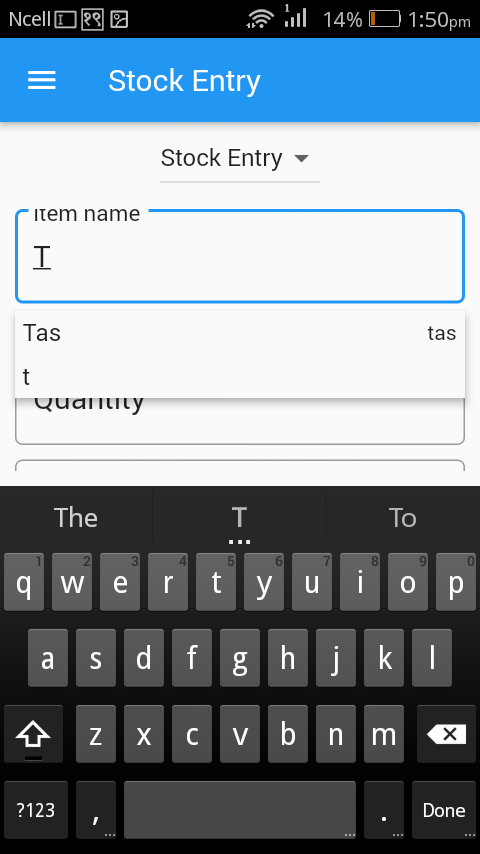 Ncell १९ 1 14% 1:50pm
Stock Entry
Stock Entry
Item name
T
Tas tas
t
Quantity
The T To
1 2 3 4 5 6 7 8 9 0
q w e r t y u i o p
a s d f g h j k l
z x c v b n m
?123 , . Done